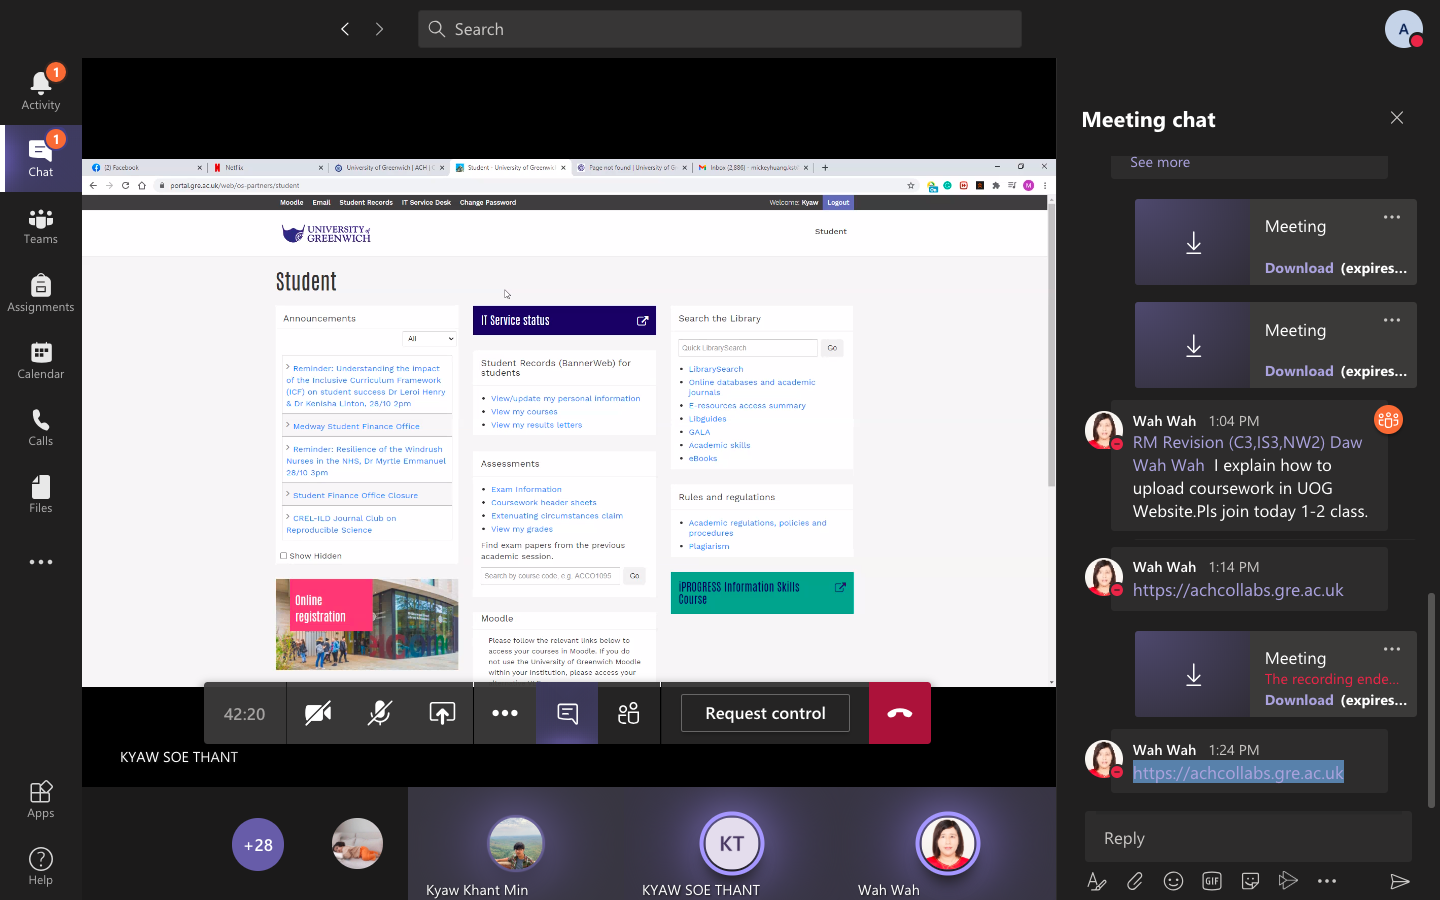 Search
A
1
Activity
1
Chat
Teams
Assignments
Calendar
Calls
Files
Apps
Help
(2) Facebook
Netflix
University of Greenwich | ACH |
Student - University of Greenwic
Page not found | University of G
portal.gre.ac.uk/web/os-partners/student
M
Moodle Email Student Records IT Service Desk Change Password
Welcome: Kyaw Logout
UNIVERSITY of
GREENWICH
Student
Student
Announcements
All
Reminder: Understanding the impact
of the Inclusive Curriculum Framework
(ICF) on student success Dr Leroi Henry
& Dr Kenisha Linton, 28/10 2pm
Medway Student Finance Office
Reminder: Resilience of the Windrush
Nurses in the NHS, Dr Myrtle Emmanuel
28/10 3pm
Student Finance Office Closure
CREL-ILD Journal Club on
Reproducible Science
Show Hidden
Online
registration
IT Service status
Student Records (BannerWeb) for
students
View/update my personal information
View my courses
View my results letters
Assessments
Exam Information
Coursework header sheets
Extenuating circumstances claim
View my grades
Find exam papers from the previous
academic session.
Search by course code: e.g. ACCO1095 Go
Moodle
Please follow the relevant links below to
access your courses in Moodle. If you do
not use the University of Greenwich Moodle
within your institution, please access your
Search the Library
Quick LibrarySearch Go
LibrarySearch
Online databases and academic
journals
E-resources access summary
Libguides
GALA
Academic skills
eBooks
Rules and regulations
Academic regulations, policies and
procedures
Plagiarism
iPROGRESS Information Skills
Course
42:20
Request control
KYAW SOE THANT
+28
Kyaw Khant Min
KT
KYAW SOE THANT
Wah Wah
Meeting chat
See more
Meeting
Download (expires...
Meeting
Download (expires...
Wah Wah 1:04 PM
RM Revision (C3,IS3,NW2) Daw
Wah Wah I explain how to
upload coursework in UOG
Website.Pls join today 1-2 class.
Wah Wah 1:14 PM
https://achcollabs.gre.ac.uk
Meeting
The recording ende...
Download (expires...
Wah Wah 1:24 PM
https://achcollabs.gre.ac.uk
Reply
GIF